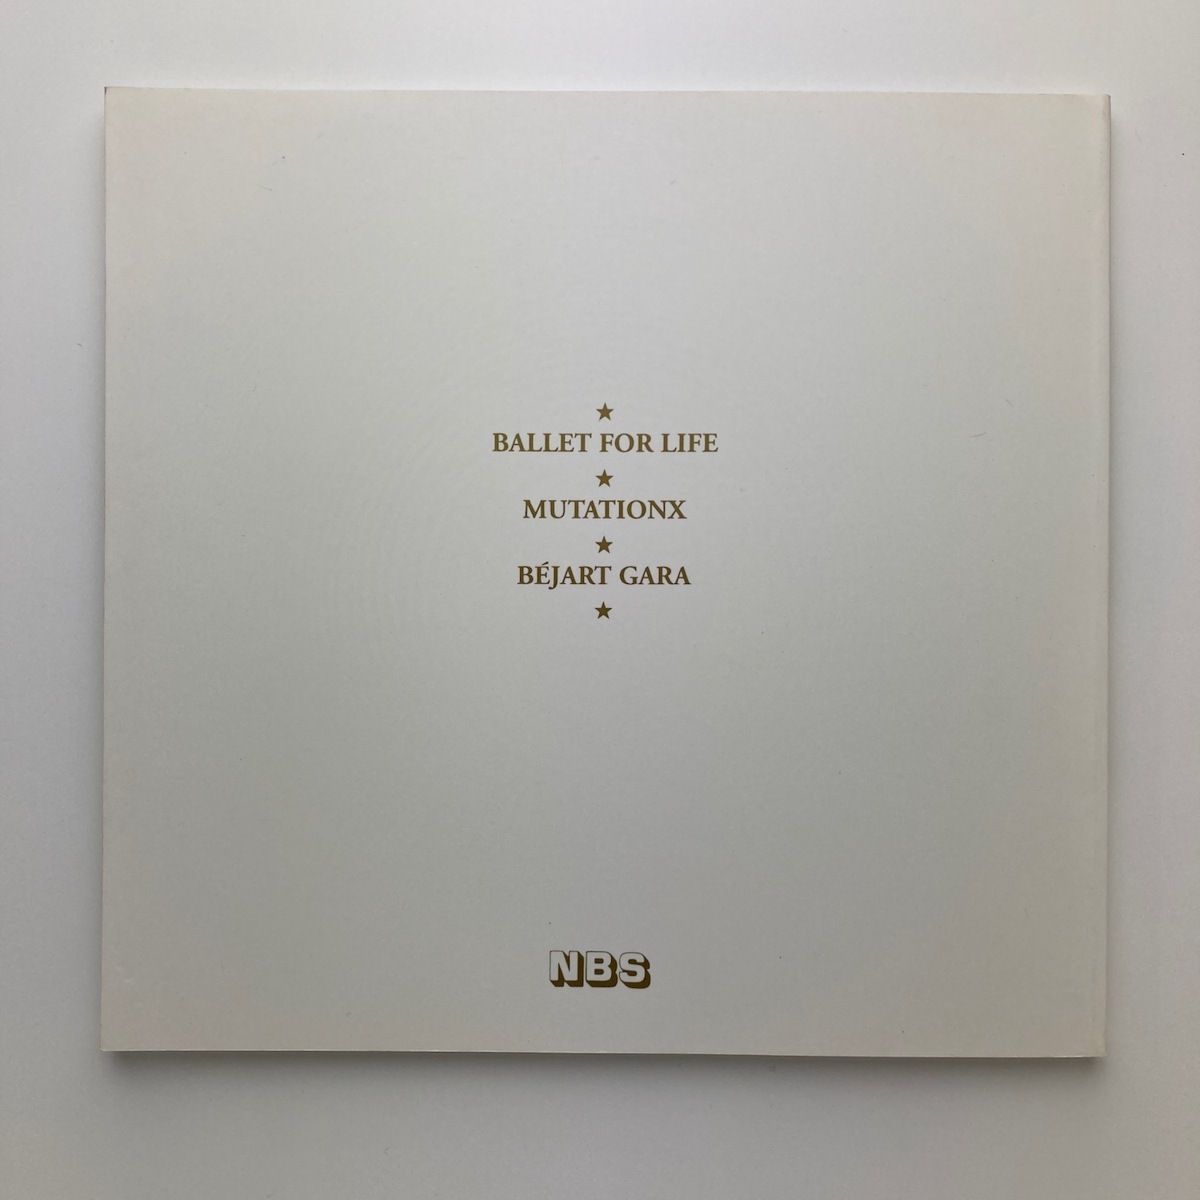 ★
BALLET FOR LIFE
★
MUTATIONX
★
BÉJART GARA
★
NBS